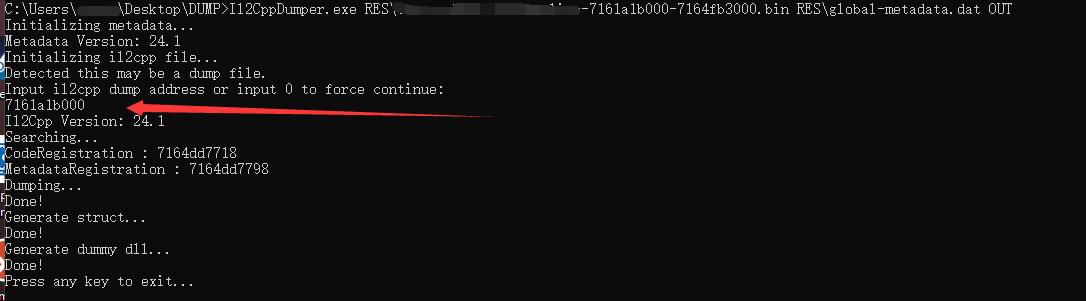 C:\Users\ \Desktop\DUMP>Il2CppDumper.exe RES\ -7161a1b000-7164fb3000.bin RES\global-metadata.dat OUT
Initializing metadata...
Metadata Version: 24.1
Initializing il2cpp file...
Detected this may be a dump file.
Input il2cpp dump address or input 0 to force continue:
7161a1b000
Il2Cpp Version: 24.1
Searching...
CodeRegistration : 7164dd7718
MetadataRegistration : 7164dd7798
Dumping...
Done!
Generate struct...
Done!
Generate dummy dll...
Done!
Press any key to exit...